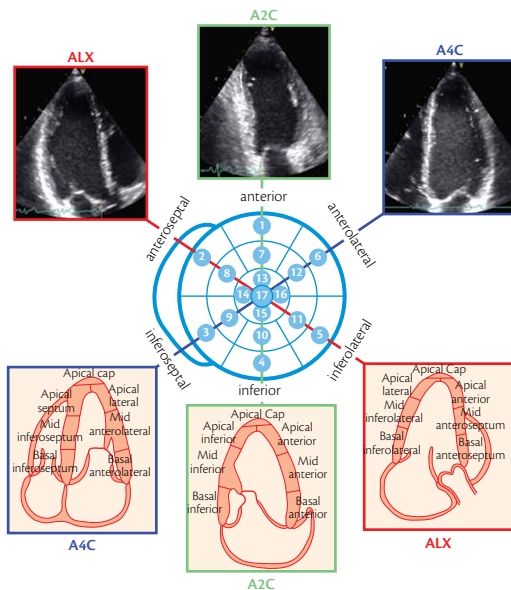 A2C
ALX
A4C
anterior
anteroseptal
anterolateral
1
2
6
7
8
12
13
14
17
16
15
9
11
3
10
5
4
inferoseptal
inferolateral
inferior
Apical cap
Apical septum
Apical lateral
Mid inferoseptum
Mid anterolateral
Basal inferoseptum
Basal anterolateral
A4C
Apical Cap
Apical inferior
Apical anterior
Mid inferior
Mid anterior
Basal inferior
Basal anterior
A2C
Apical Cap
Apical lateral
Apical anterior
Mid inferolateral
Mid anteroseptum
Basal inferolateral
Basal anteroseptum
ALX